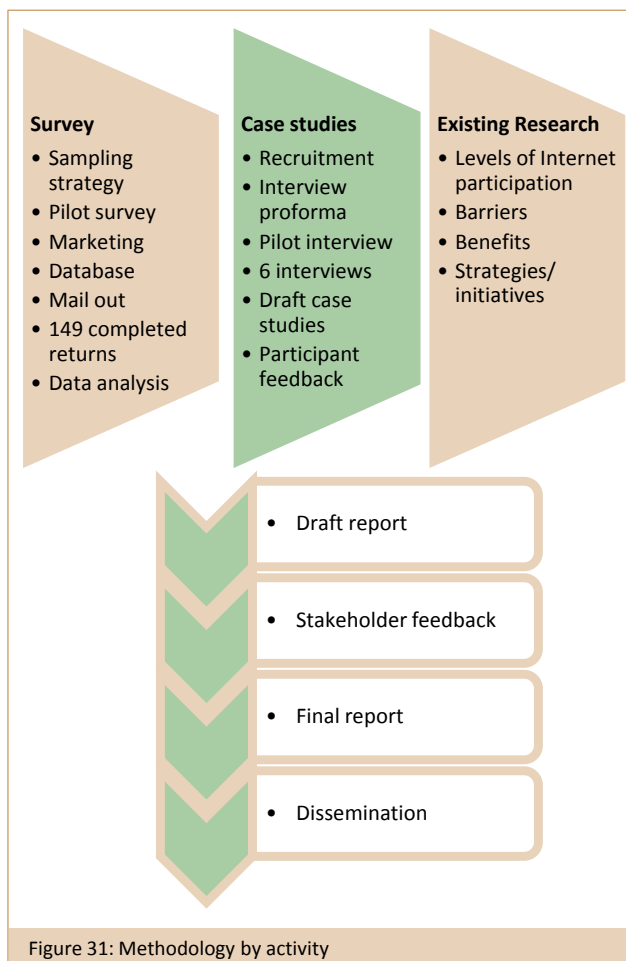 Survey
• Sampling
strategy
• Pilot survey
• Marketing
• Database
• Mail out
• 149 completed
returns
• Data analysis
Case studies
• Recruitment
• Interview
proforma
• Pilot interview
• 6 interviews
• Draft case
studies
• Participant
feedback
Existing Research
• Levels of Internet
participation
• Barriers
• Benefits
• Strategies/
initiatives
• Draft report
• Stakeholder feedback
• Final report
• Dissemination
Figure 31: Methodology by activity